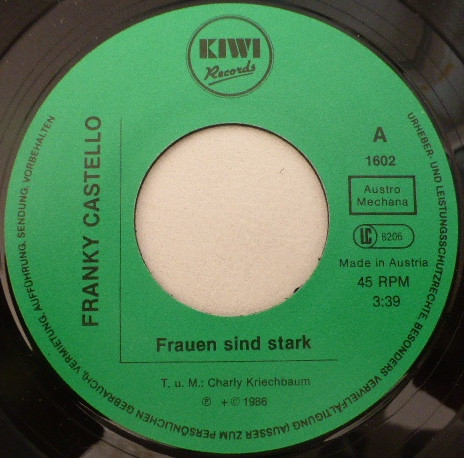 KIWI
Records
FRANKY CASTELLO
A
1602
Austro
Mechana
LC 8206
Made in Austria
45 RPM
3:39
Frauen sind stark
T. u. M.: Charly Kriechbaum
℗ + © 1986
URHEBER- UND LEISTUNGSSCHUTZRECHTE, BESONDERE VERVIELFÄLTIGUNG (AUSSER ZUM PERSÖNLICHEN GEBRAUCH), VERMIETUNG, AUFFÜHRUNG, SENDUNG, VORBEHALTEN